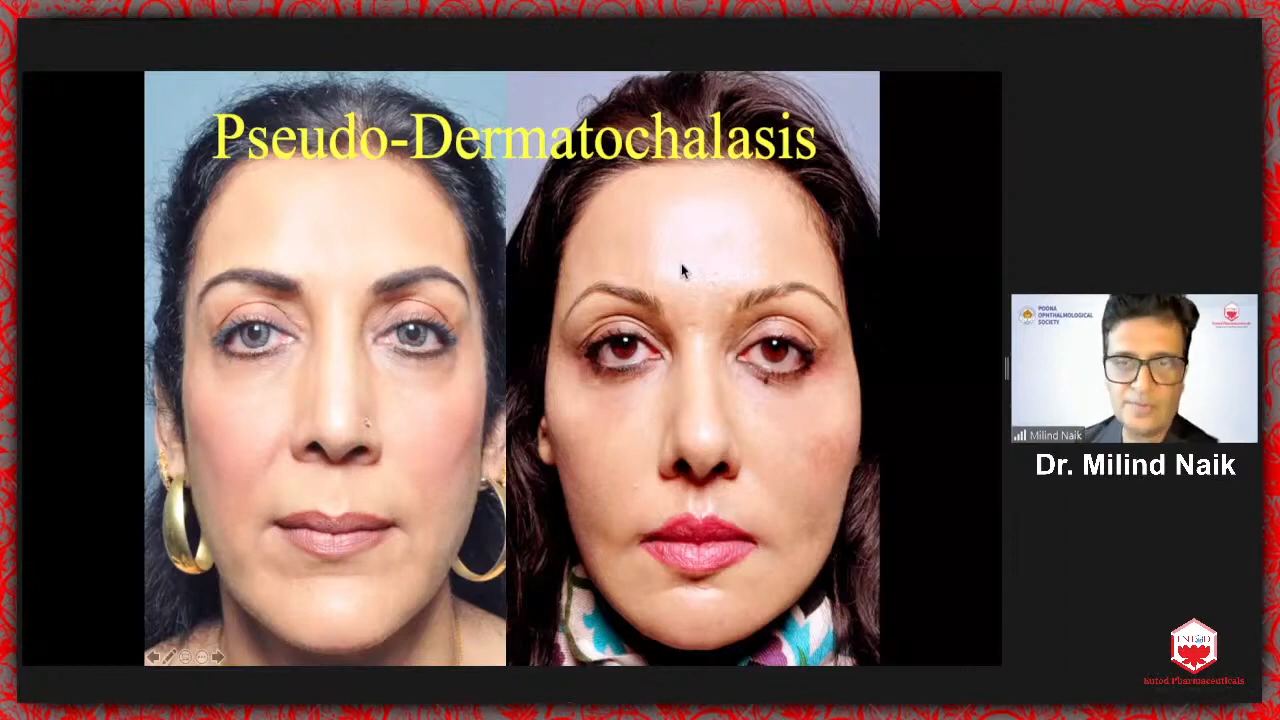 Pseudo-Dermatochalasis
POONA
OPHTHALMOLOGICAL
SOCIETY
Milind Naik
Dr. Milind Naik
Entod Pharmaceuticals